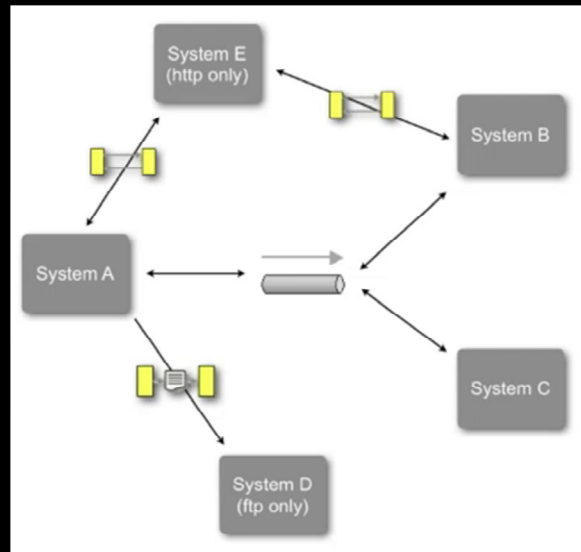 System E
(http only)
System B
System A
System C
System D
(ftp only)